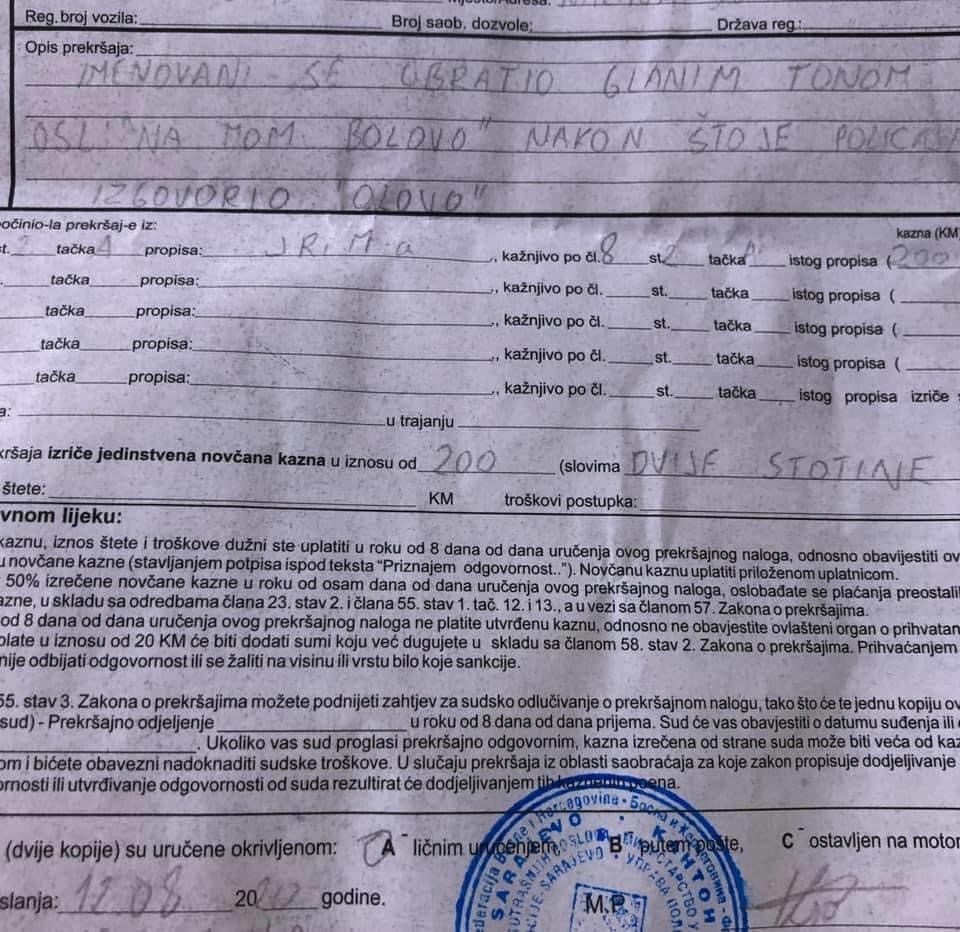 Reg. broj vozila: Broj saob. dozvole: Država reg.:
Opis prekršaja:
IMENOVANI SE OBRATIO GLANIM TONOM
OSLI "NA MOM BOLOVO" NAKON ŠTO JE
IZGOVORIO "OLOVO"
očinio-la prekršaj-e iz: kazna (KM)
st. tačka propisa: JRIM-a , kažnjivo po čl. 8 st. 2 tačka istog propisa (200
tačka propisa: , kažnjivo po čl. st. tačka istog propisa (
tačka propisa: , kažnjivo po čl. st. tačka istog propisa (
tačka propisa: , kažnjivo po čl. st. tačka istog propisa (
tačka propisa: , kažnjivo po čl. st. tačka istog propisa izriče
a: u trajanju
kršaja izriče jedinstvena novčana kazna u iznosu od 200 (slovima DVIJE STOTINJE
štete: KM troškovi postupka:
vnom lijeku:
kaznu, iznos štete i troškove dužni ste uplatiti u roku od 8 dana od dana uručenja ovog prekršajnog naloga, odnosno obavijestiti ov
u novčane kazne (stavljanjem potpisa ispod teksta "Priznajem odgovornost.."). Novčanu kaznu uplatiti priloženom uplatnicom.
50% izrečene novčane kazne u roku od osam dana od dana uručenja ovog prekršajnog naloga, oslobađate se plaćanja preostal
azne, u skladu sa odredbama člana 23. stav 2. i člana 55. stav 1. tač. 12. i 13., a u vezi sa članom 57. Zakona o prekršajima.
od 8 dana od dana uručenja ovog prekršajnog naloga ne platite utvrđenu kaznu, odnosno ne obavjestite ovlašteni organ o prihvatan
plate u iznosu od 20 KM će biti dodati sumi koju već dugujete u skladu sa članom 58. stav 2. Zakona o prekršajima. Prihvaćanjem
nije odbijati odgovornost ili se žaliti na visinu ili vrstu bilo koje sankcije.
55. stav 3. Zakona o prekršajima možete podnijeti zahtjev za sudsko odlučivanje o prekršajnom nalogu, tako što će te jednu kopiju ov
sud) - Prekršajno odjeljenje u roku od 8 dana od dana prijema. Sud će vas obavjestiti o datumu suđenja ili
. Ukoliko vas sud proglasi prekršajno odgovornim, kazna izrečena od strane suda može biti veća od kaz
om i bićete obavezni nadoknaditi sudske troškove. U slučaju prekršaja iz oblasti saobraćaja za koje zakon propisuje dodjeljivanje
ornosti ili utvrđivanje odgovornosti od suda rezultirat će dodjeljivanjem tih kaznenih poena.
(dvije kopije) su uručene okrivljenom: A - ličnim uručenjem, B - putem pošte, C - ostavljen na motor
slanja: 12.08 20 godine.
M.P.
SARAJEVO
КАНТОН